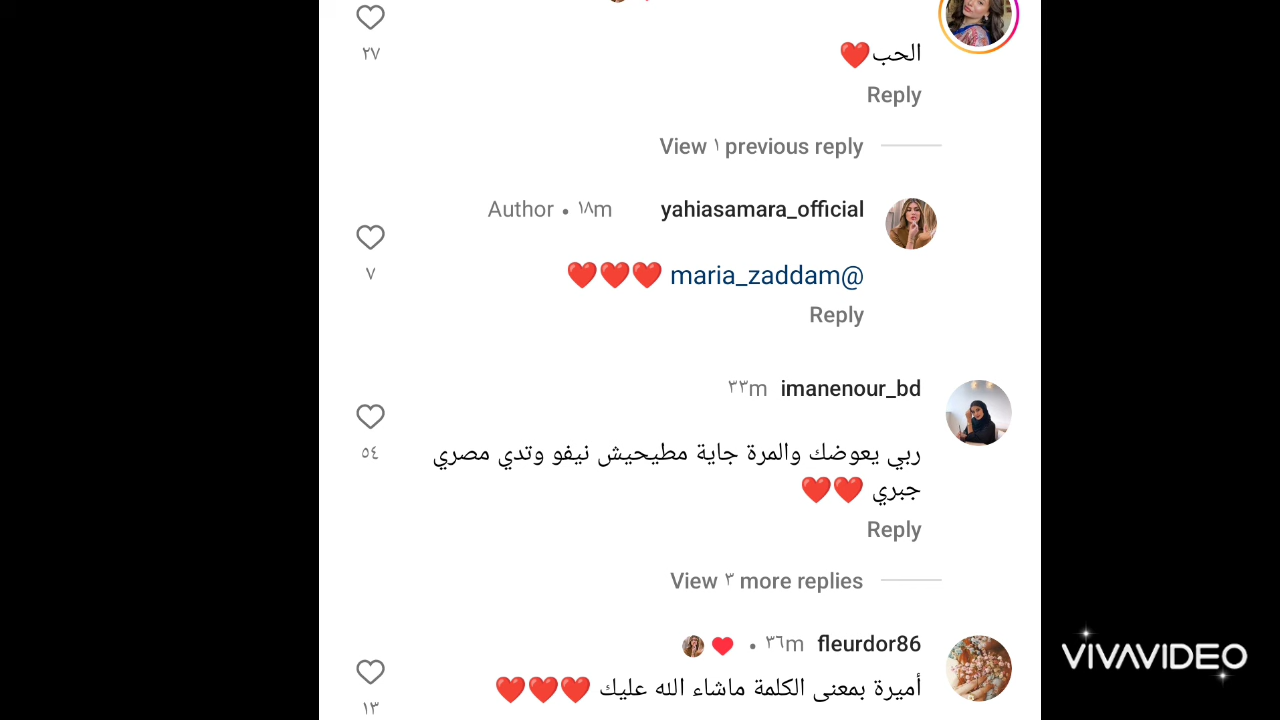 ٢٧
الحب❤️
Reply
View ١ previous reply
yahiasamara_official ١٨m • Author
@maria_zaddam ❤️❤️❤️
٧
Reply
imanenour_bd ٣٣m
ربي يعوضك والمرة جاية مطيحيش نيفو وتدي مصري
جبري ❤️❤️
٥٤
Reply
View ٣ more replies
fleurdor86 ٣٦m • ❤️
أميرة بمعنى الكلمة ماشاء الله عليك ❤️❤️❤️
١٣
VIVAVIDEO